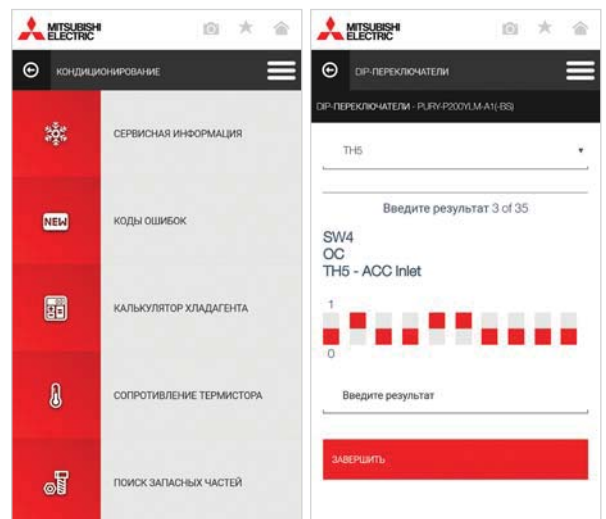 MITSUBISHI
ELECTRIC
КОНДИЦИОНИРОВАНИЕ
СЕРВИСНАЯ ИНФОРМАЦИЯ
NEW
КОДЫ ОШИБОК
КАЛЬКУЛЯТОР ХЛАДАГЕНТА
СОПРОТИВЛЕНИЕ ТЕРМИСТОРА
ПОИСК ЗАПАСНЫХ ЧАСТЕЙ
MITSUBISHI
ELECTRIC
DIP-ПЕРЕКЛЮЧАТЕЛИ
DIP-ПЕРЕКЛЮЧАТЕЛИ - PURY-P200YLM-A1(-BS)
TH5
Введите результат 3 of 35
SW4
OC
TH5 - ACC Inlet
1
0
Введите результат
ЗАВЕРШИТЬ